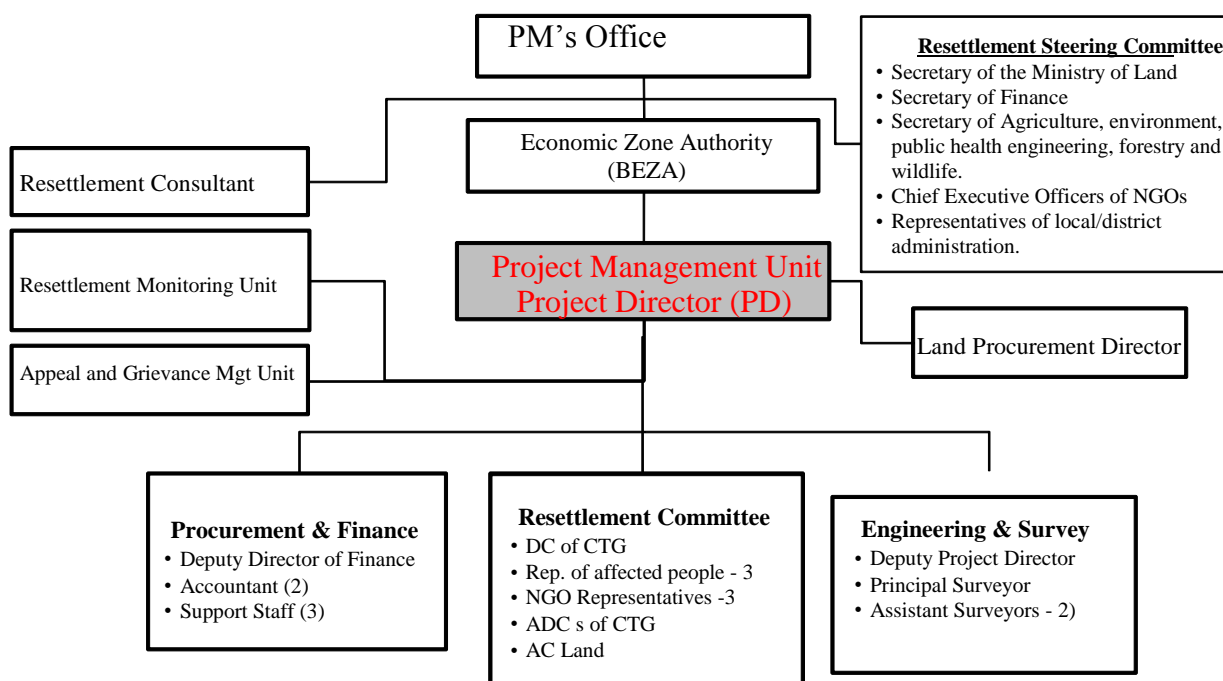 PM’s Office
Resettlement Steering Committee
• Secretary of the Ministry of Land
• Secretary of Finance
• Secretary of Agriculture, environment,
public health engineering, forestry and
wildlife.
• Chief Executive Officers of NGOs
• Representatives of local/district
administration.
Economic Zone Authority
(BEZA)
Resettlement Consultant
Project Management Unit
Project Director (PD)
Resettlement Monitoring Unit
Land Procurement Director
Appeal and Grievance Mgt Unit
Procurement & Finance
• Deputy Director of Finance
• Accountant (2)
• Support Staff (3)
Resettlement Committee
• DC of CTG
• Rep. of affected people - 3
• NGO Representatives -3
• ADC s of CTG
• AC Land
Engineering & Survey
• Deputy Project Director
• Principal Surveyor
• Assistant Surveyors - 2)